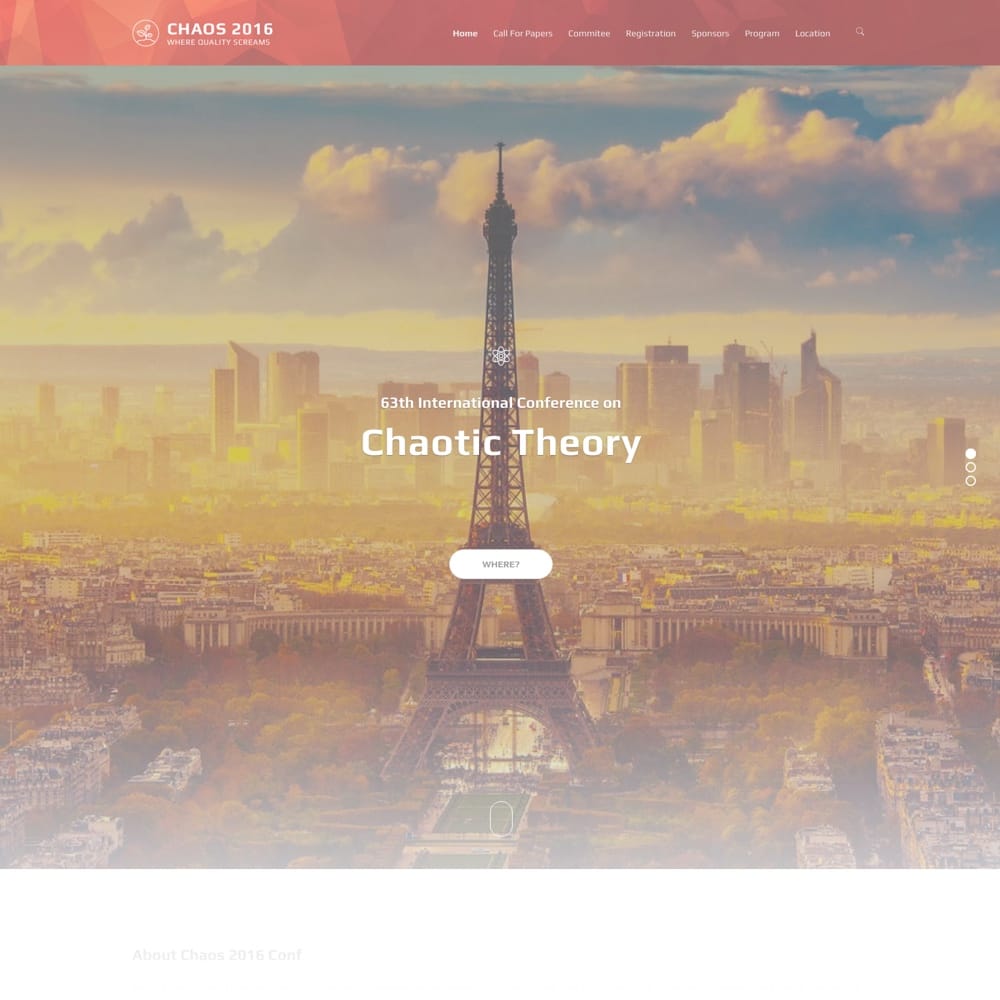 CHAOS 2016
WHERE QUALITY SCREAMS
Home Call For Papers Commitee Registration Sponsors Program Location
63th International Conference on
Chaotic Theory
WHERE?
About Chaos 2016 Conf